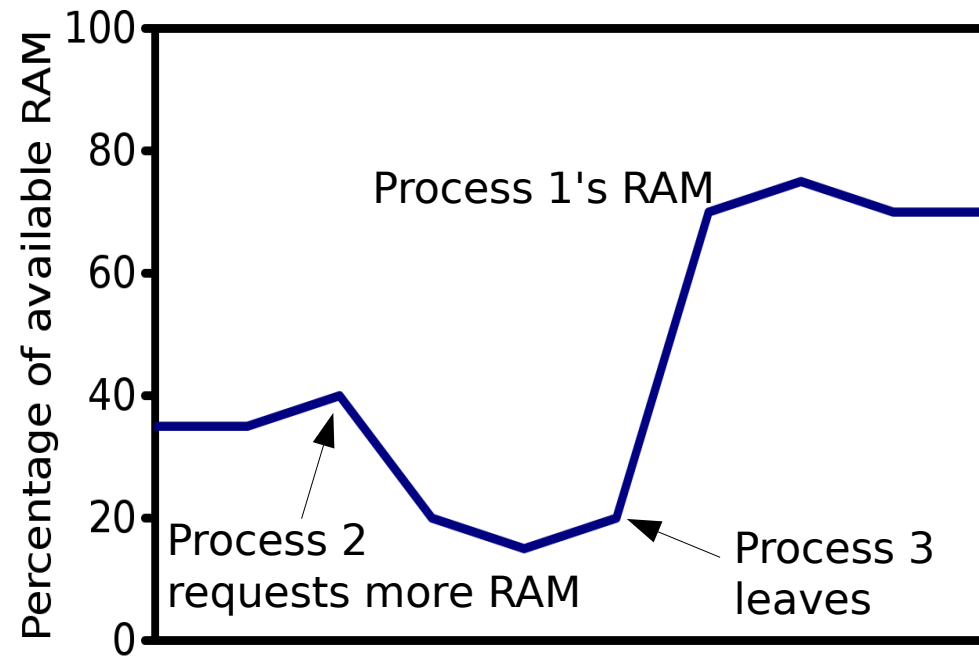 Percentage of available RAM
100
80
60
40
20
0
Process 1's RAM
Process 2
requests more RAM
Process 3
leaves